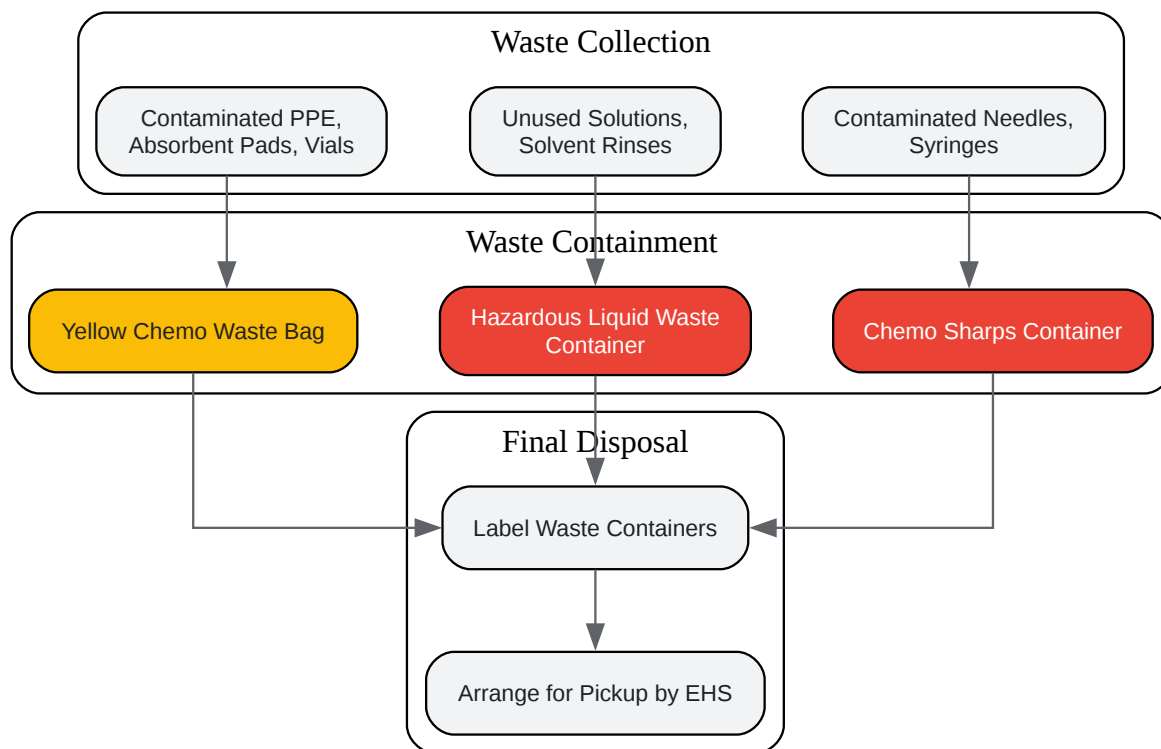 Waste Collection
Contaminated PPE,
Absorbent Pads, Vials
Unused Solutions,
Solvent Rinses
Contaminated Needles,
Syringes
Waste Containment
Yellow Chemo Waste Bag
Hazardous Liquid Waste
Container
Chemo Sharps Container
Final Disposal
Label Waste Containers
Arrange for Pickup by EHS